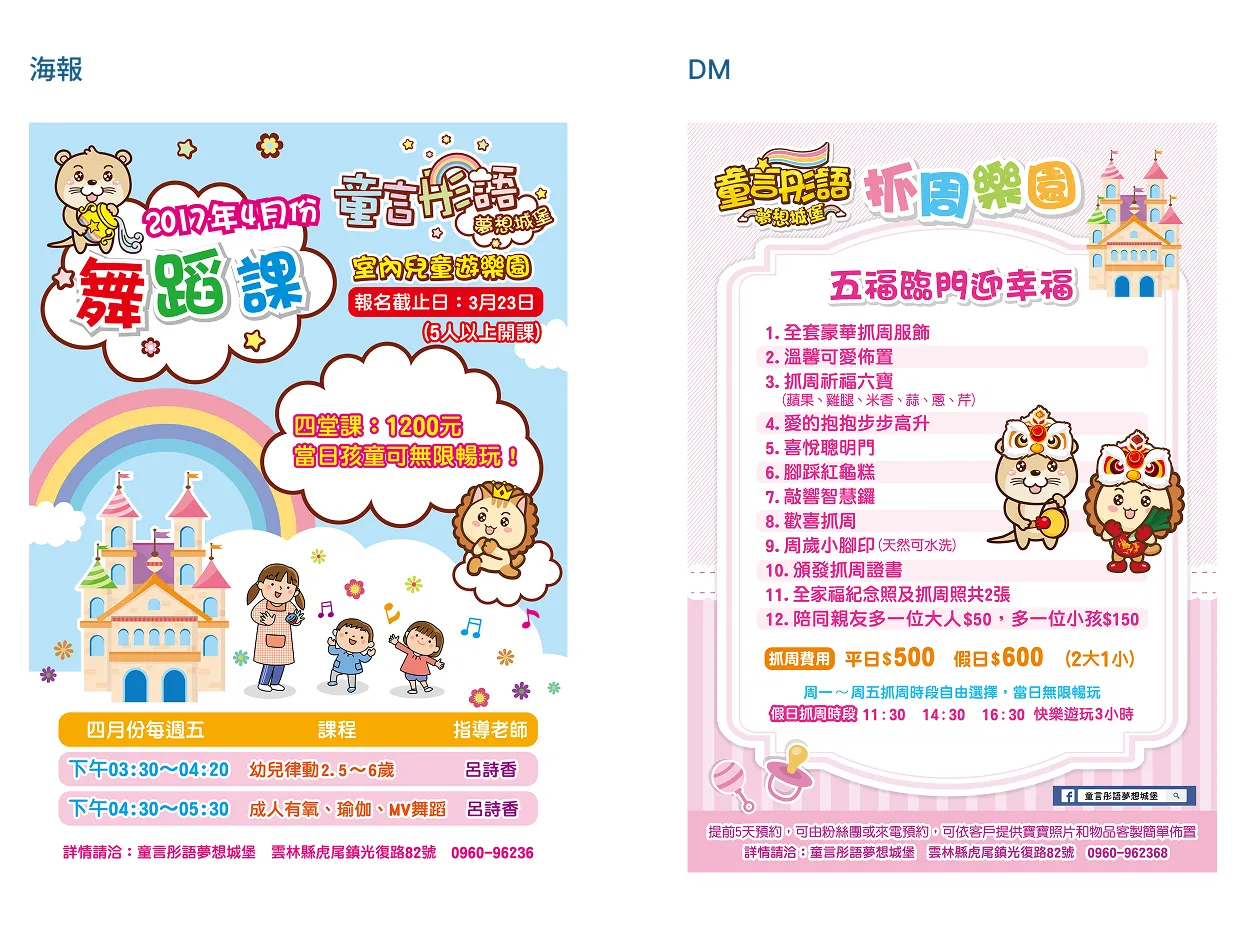 海報
2017年4月份
舞蹈課
童言彤語
夢想城堡
室內兒童遊樂園
報名截止日：3月23日
(5人以上開課)
四堂課：1200元
當日孩童可無限暢玩！
四月份每週五 課程 指導老師
下午03:30～04:20 幼兒律動2.5～6歲 呂詩香
下午04:30～05:30 成人有氧、瑜伽、MV舞蹈 呂詩香
詳情請洽：童言彤語夢想城堡 雲林縣虎尾鎮光復路82號 0960-96236
DM
童言彤語
夢想城堡
抓周樂園
五福臨門迎幸福
1. 全套豪華抓周服飾
2. 溫馨可愛佈置
3. 抓周祈福六寶
（蘋果、雞腿、米香、蒜、蔥、芹）
4. 愛的抱抱步步高升
5. 喜悅聰明門
6. 腳踩紅龜糕
7. 敲響智慧鑼
8. 歡喜抓周
9. 周歲小腳印(天然可水洗)
10. 頒發抓周證書
11. 全家福紀念照及抓周照共2張
12. 陪同親友多一位大人$50，多一位小孩$150
抓周費用 平日$500 假日$600 (2大1小)
周一～周五抓周時段自由選擇，當日無限暢玩
假日抓周時段 11:30 14:30 16:30 快樂遊玩3小時
f 童言彤語夢想城堡
提前5天預約，可由粉絲團或來電預約，可依客戶提供寶寶照片和物品客製簡單佈置
詳情請洽：童言彤語夢想城堡 雲林縣虎尾鎮光復路82號 0960-962368